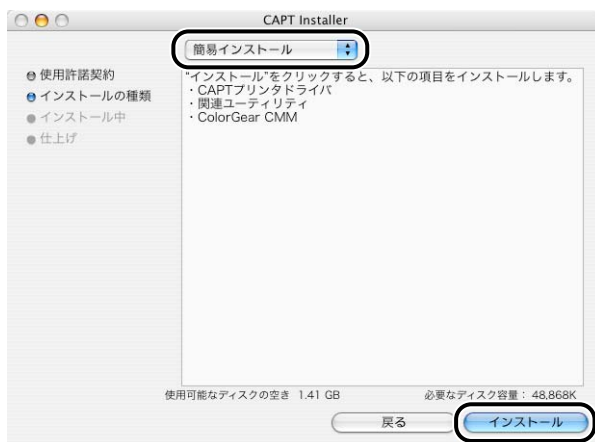 CAPT Installer
簡易インストール
使用許諾契約
インストールの種類
インストール中
仕上げ
"インストール"をクリックすると、以下の項目をインストールします。
・CAPTプリンタドライバ
・関連ユーティリティ
・ColorGear CMM
使用可能なディスクの空き 1.41 GB
必要なディスク容量： 48,868K
戻る
インストール